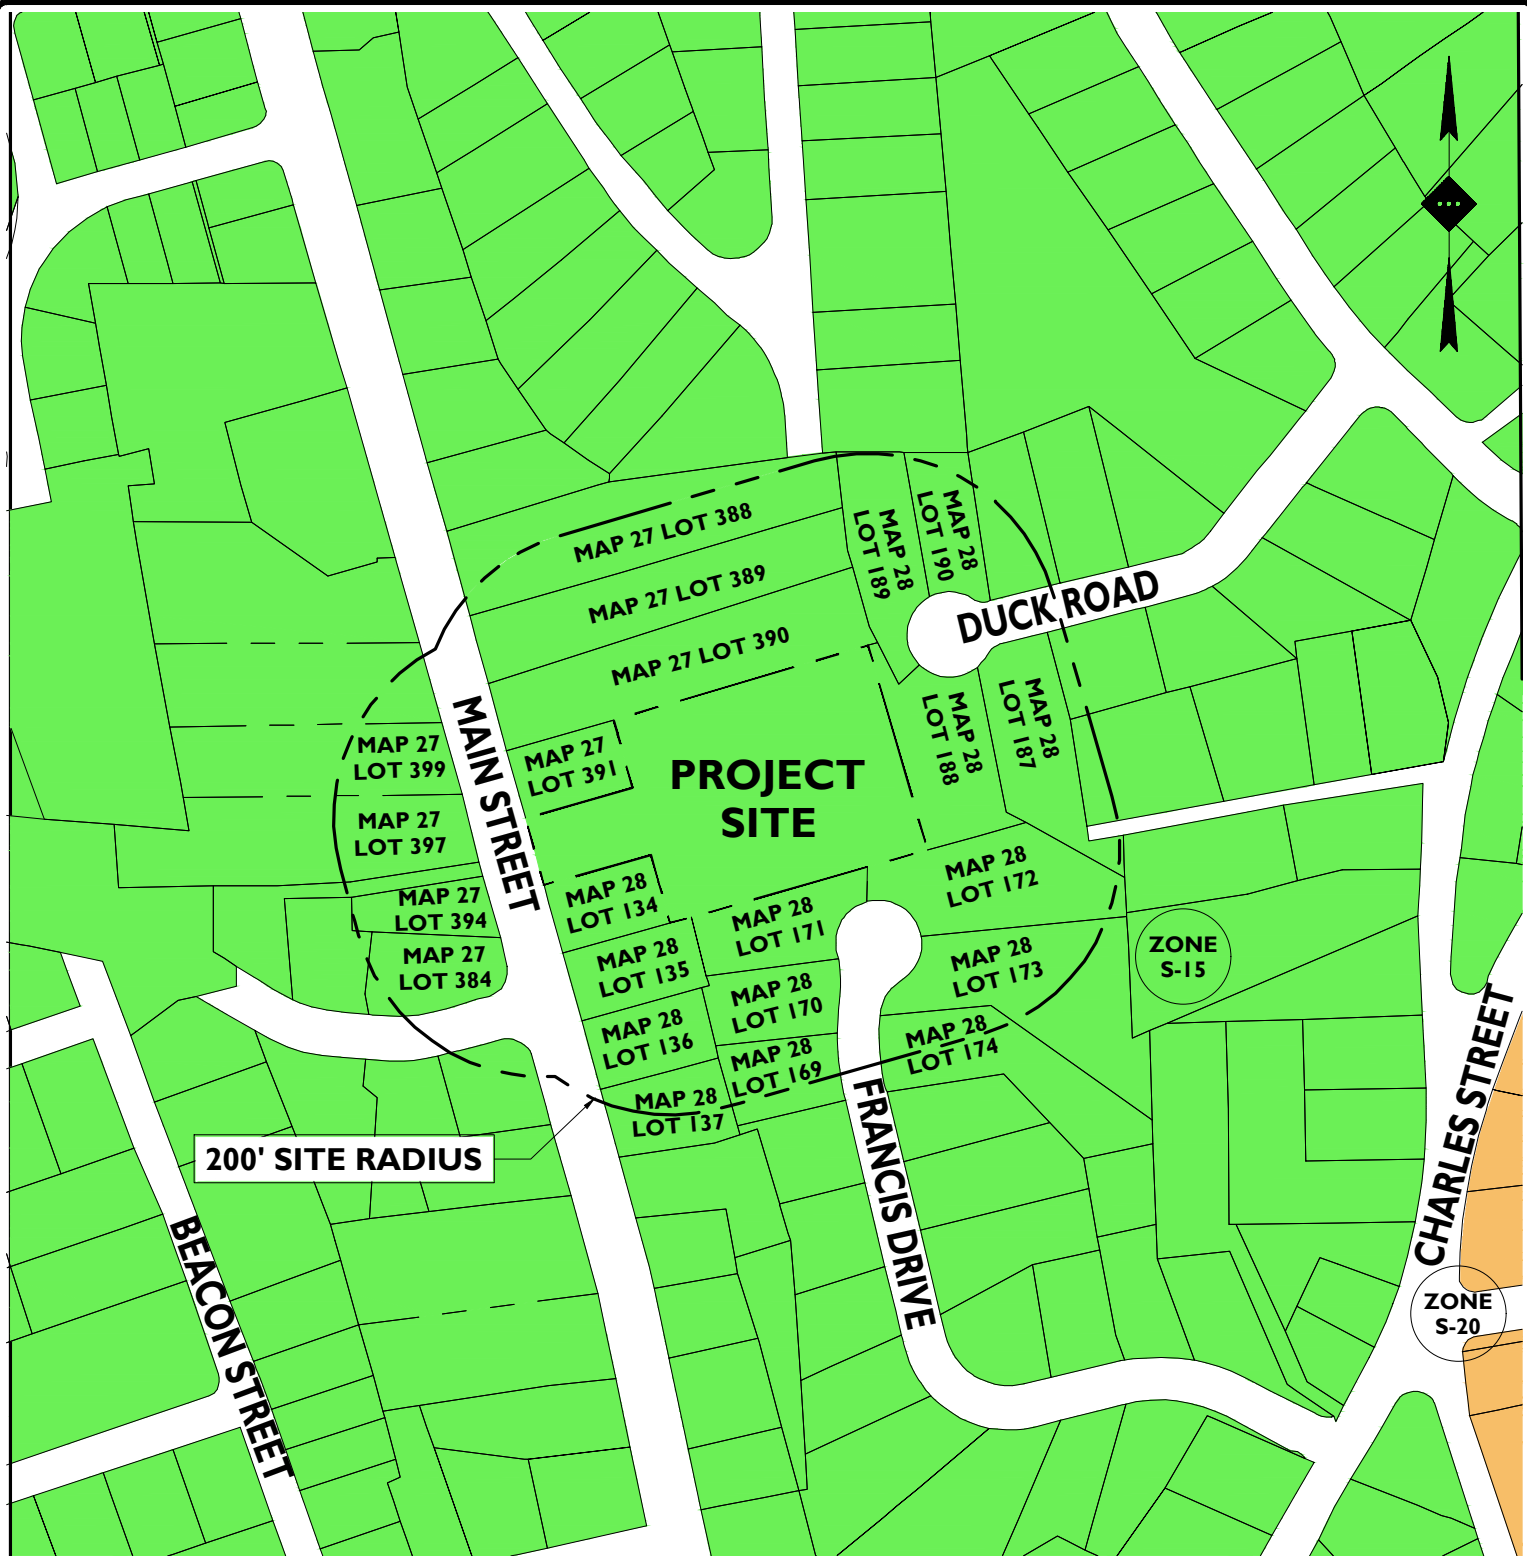 MAP 27 LOT 388
MAP 27 LOT 389
MAP 27 LOT 390
MAP 28
LOT 189
MAP 28
LOT 190
DUCK ROAD
MAP 28
LOT 188
MAP 28
LOT 187
MAIN STREET
MAP 27
LOT 399
MAP 27
LOT 391
PROJECT
SITE
MAP 27
LOT 397
MAP 27
LOT 394
MAP 27
LOT 384
MAP 28
LOT 134
MAP 28
LOT 171
MAP 28
LOT 172
MAP 28
LOT 135
MAP 28
LOT 170
MAP 28
LOT 173
ZONE
S-15
MAP 28
LOT 136
MAP 28
LOT 169
MAP 28
LOT 174
MAP 28
LOT 137
200' SITE RADIUS
FRANCIS DRIVE
CHARLES STREET
BEACON STREET
ZONE
S-20